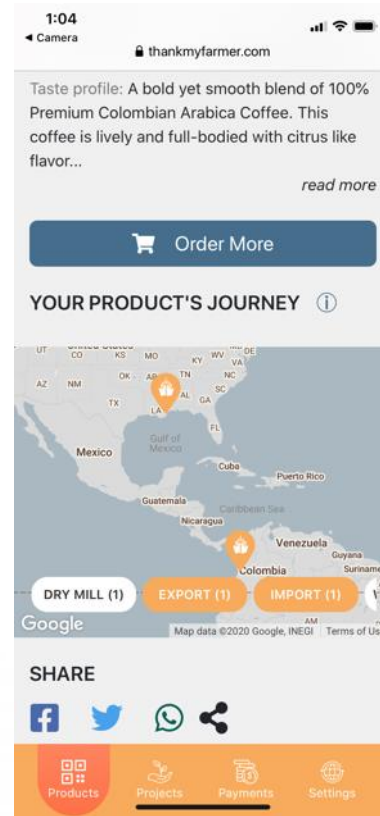 1:04
◀ Camera
thankmyfarmer.com
Taste profile: A bold yet smooth blend of 100%
Premium Colombian Arabica Coffee. This
coffee is lively and full-bodied with citrus like
flavor...
read more
Order More
YOUR PRODUCT'S JOURNEY
UT
CO
KS
MO
KY
WV
DE
VA
AZ
NM
OK
TN
NC
SC
TX
LA
AL
GA
FL
Gulf of
Mexico
Mexico
Cuba
Puerto Rico
Guatemala
Caribbean Sea
Nicaragua
Venezuela
Guyana
Colombia
Suriname
DRY MILL (1)
EXPORT (1)
IMPORT (1)
AM
Google
Map data ©2020 Google, INEGI
Terms of Us
SHARE
Products
Projects
Payments
Settings